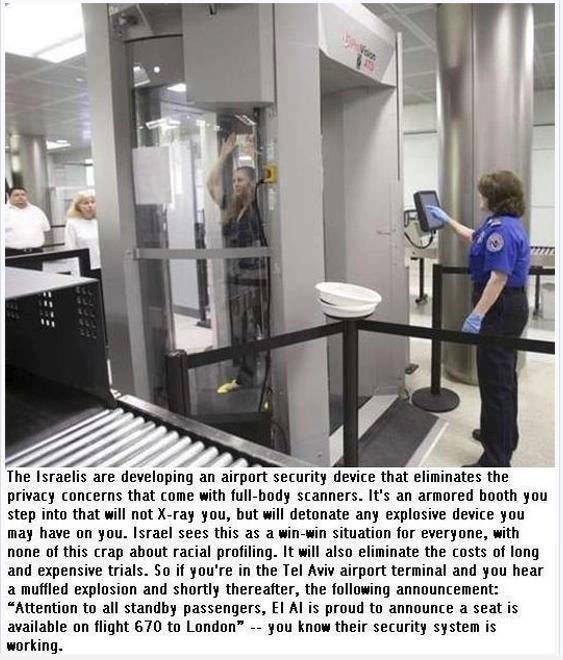 Vision
The Israelis are developing an airport security device that eliminates the
privacy concerns that come with full-body scanners. It's an armored booth you
step into that will not X-ray you, but will detonate any explosive device you
may have on you. Israel sees this as a win-win situation for everyone, with
none of this crap about racial profiling. It will also eliminate the costs of long
and expensive trials. So if you're in the Tel Aviv airport terminal and you hear
a muffled explosion and shortly thereafter, the following announcement:
"Attention to all standby passengers, El Al is proud to announce a seat is
available on flight 670 to London" -- you know their security system is
working.